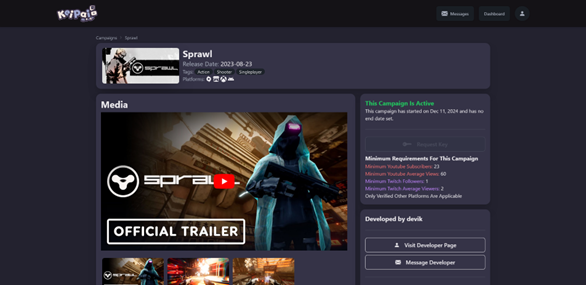 Keipaio
Messages
Dashboard
Campaigns
Sprawl
SPRAWL
Sprawl
Release Date: 2023-08-23
Tags: Action Shooter Singleplayer
Platforms:
Media
This Campaign Is Active
This campaign has started on Dec 11, 2024 and has no
end date set.
Request Key
Minimum Requirements For This Campaign
Minimum Youtube Subscribers: 23
Minimum Youtube Average Views: 60
Minimum Twitch Followers: 1
Minimum Twitch Average Viewers: 2
Only Verified Other Platforms Are Applicable
SPRAWL
OFFICIAL TRAILER
Developed by devik
Visit Developer Page
Message Developer